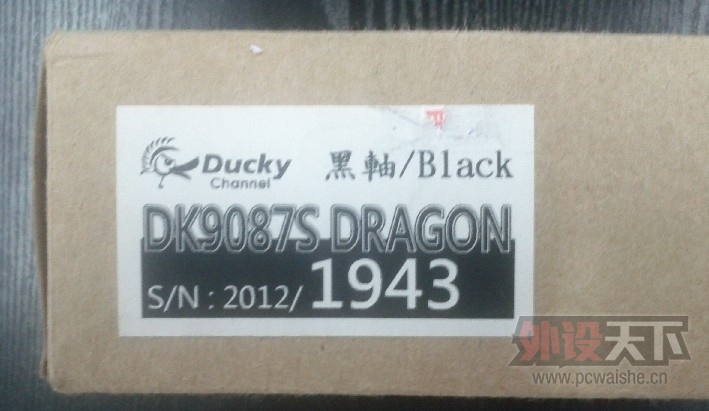 Ducky 黑軸/Black
Channel
DK9087S DRAGON
S/N : 2012/ 1943
外设天下
www.pcwaishe.cn